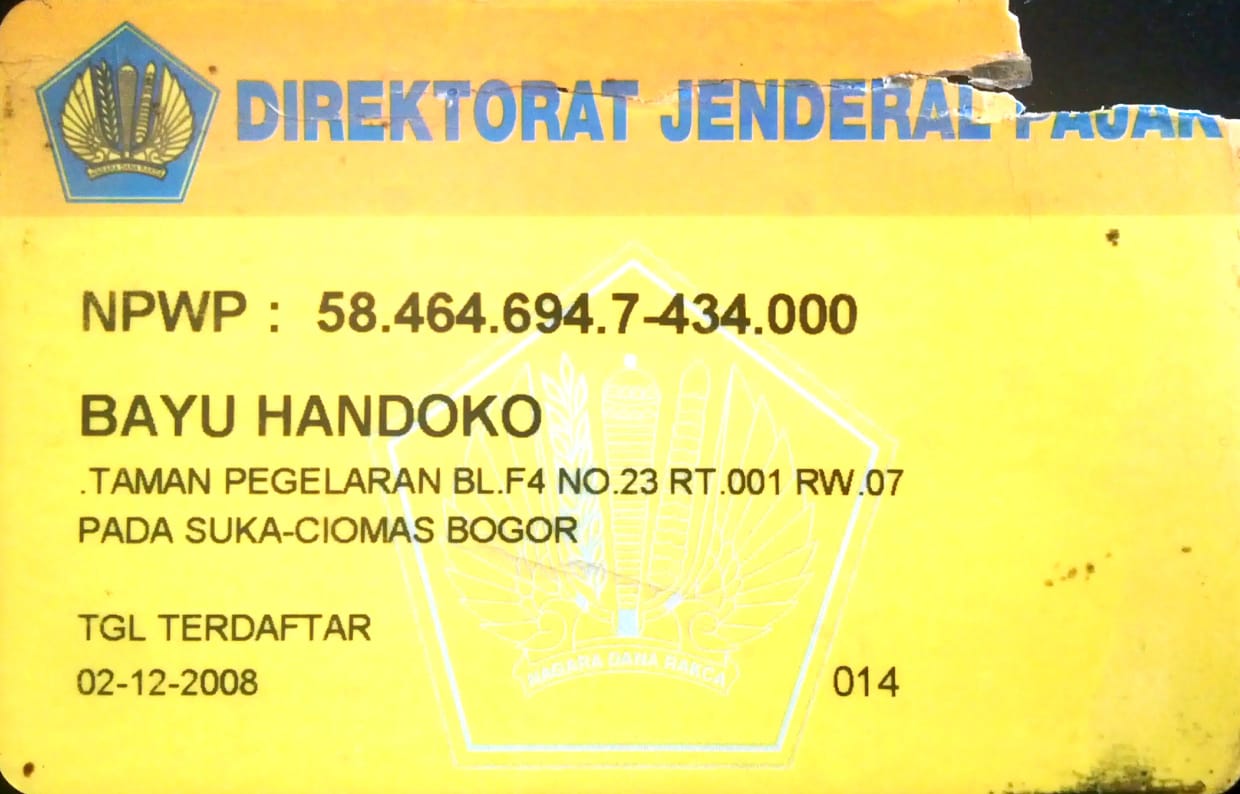 DIREKTORAT JENDERAL PAJAK
NPWP : 58.464.694.7-434.000
BAYU HANDOKO
.TAMAN PEGELARAN BL.F4 NO.23 RT.001 RW.07
PADA SUKA-CIOMAS BOGOR
TGL TERDAFTAR
02-12-2008
014
NAGARA DANA RAKCA
NAGARA DANA RAKCA